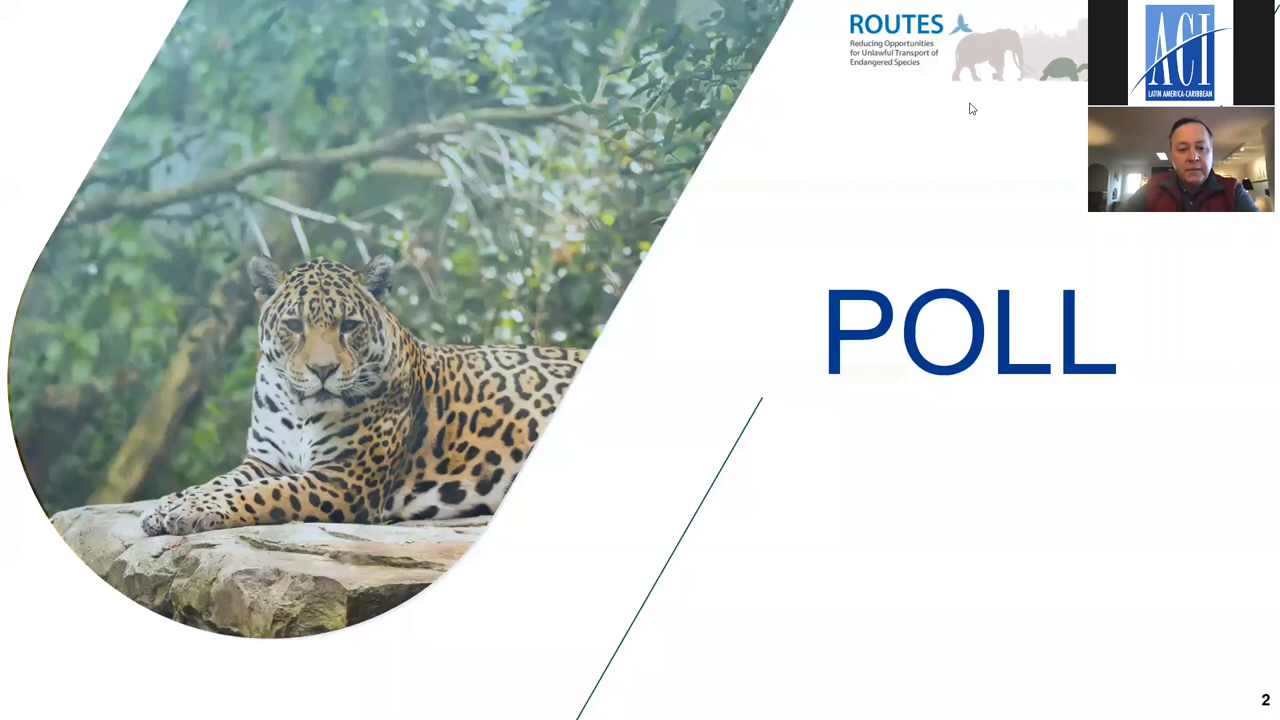 ROUTES
Reducing Opportunities
for Unlawful Transport of
Endangered Species
ACI
LATIN AMERICA-CARIBBEAN
POLL
2